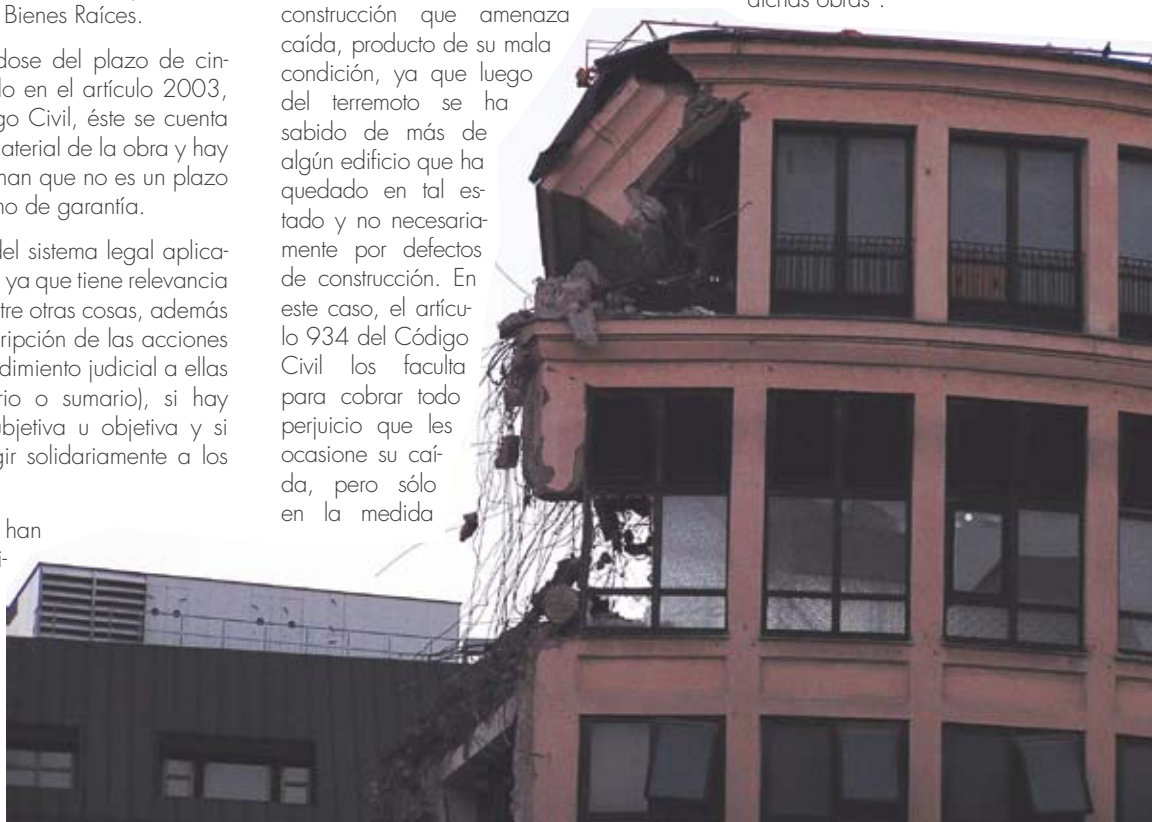 Bienes Raíces.
dose del plazo de cin-
lo en el artículo 2003,
go Civil, éste se cuenta
naterial de la obra y hay
man que no es un plazo
no de garantía.
del sistema legal aplica-
ya que tiene relevancia
tre otras cosas, además
ripción de las acciones
dimiento judicial a ellas
rio o sumario), si hay
ubjetiva u objetiva y si
gir solidariamente a los
han
i-
construcción que amenaza
caída, producto de su mala
condición, ya que luego
del terremoto se ha
sabido de más de
algún edificio que ha
quedado en tal es-
tado y no necesaria-
mente por defectos
de construcción. En
este caso, el artícu-
lo 934 del Código
Civil los faculta
para cobrar todo
perjuicio que les
ocasione su caí-
da, pero sólo
en la medida
dichas obras".